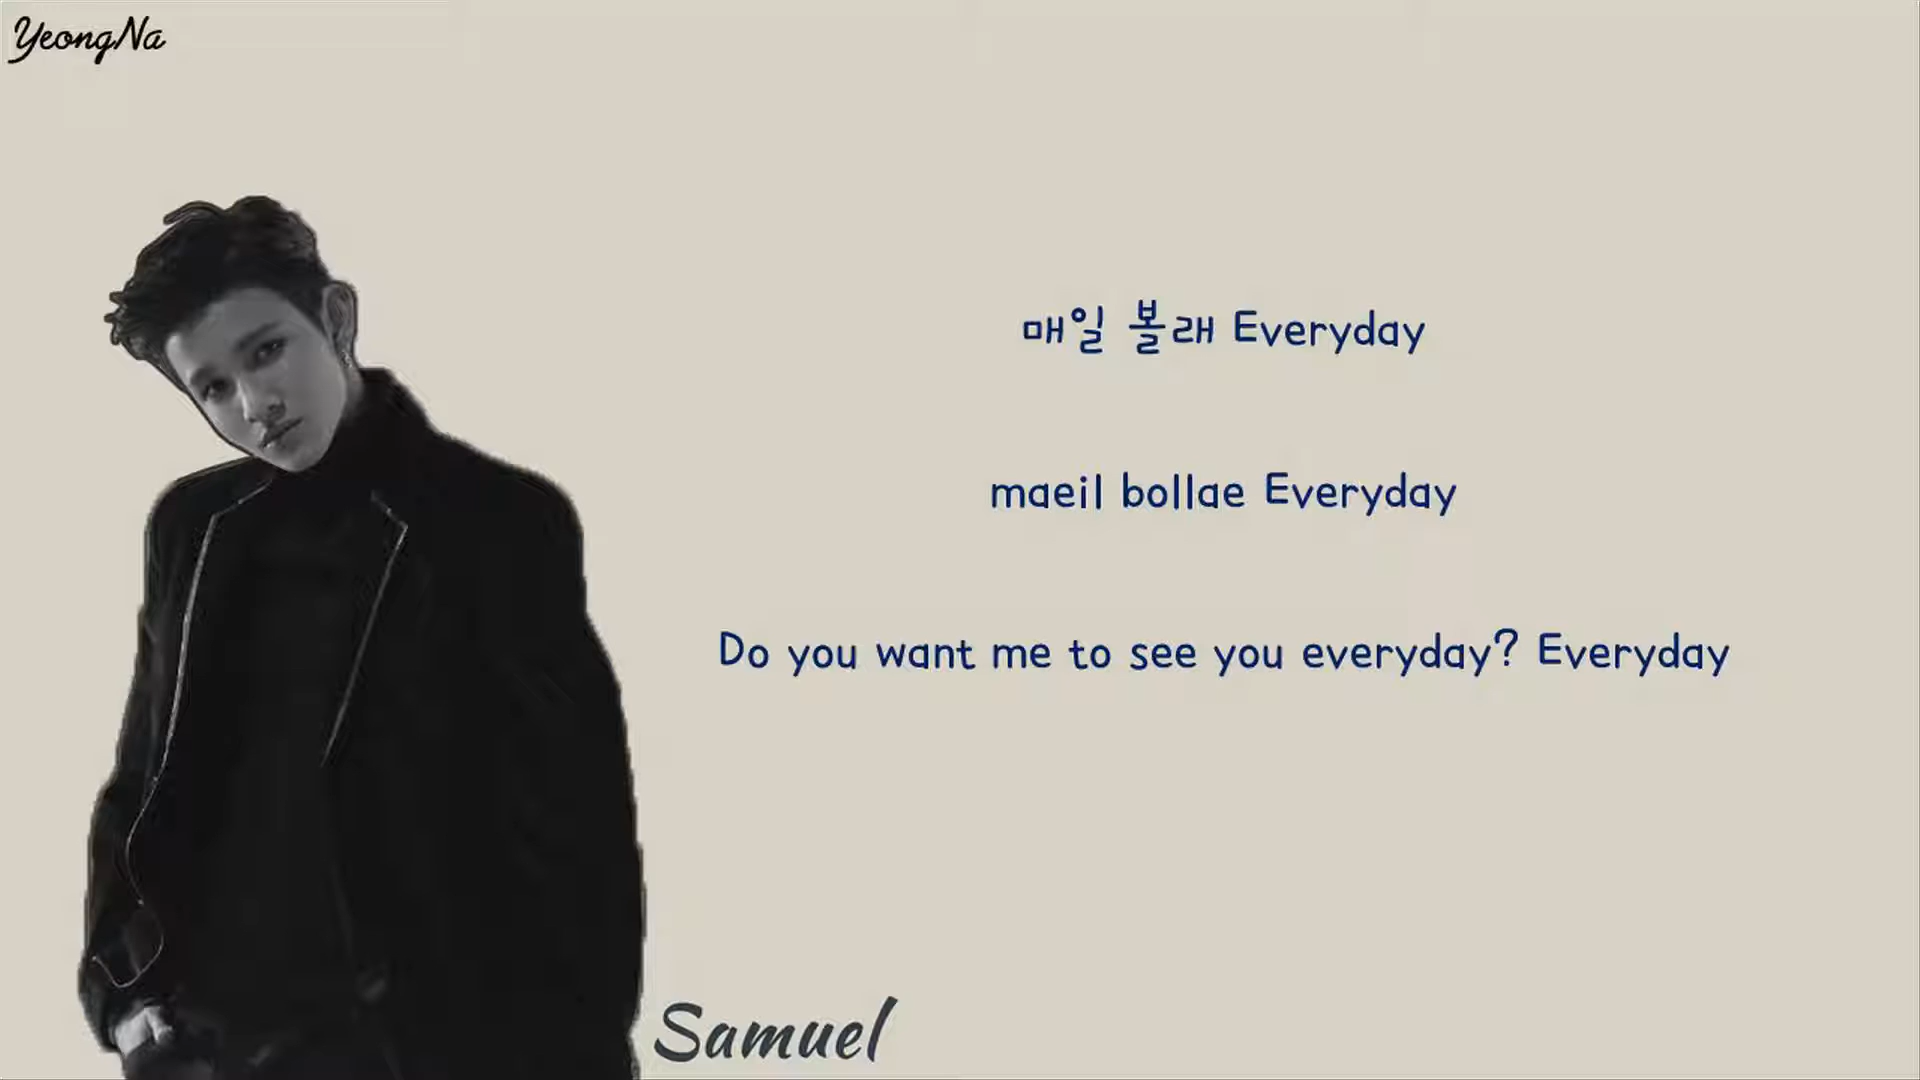 YeongNa
매일 볼래 Everyday
maeil bollae Everyday
Do you want me to see you everyday? Everyday
Samuel